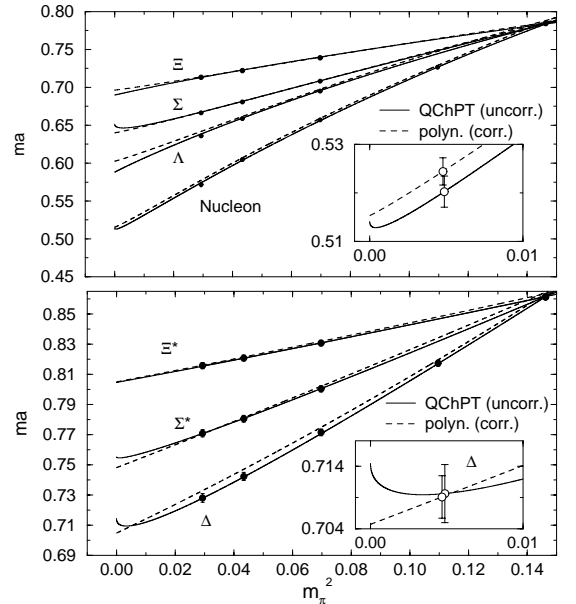 0.80
0.75
0.70
0.65
0.60
0.55
0.50
0.45
ma
Ξ
Σ
Λ
Nucleon
QChPT (uncorr.)
polyn. (corr.)
0.53
0.51
0.00
0.01
0.85
0.83
0.81
0.79
0.77
0.75
0.73
0.71
0.69
ma
Ξ*
Σ*
Δ
QChPT (uncorr.)
polyn. (corr.)
Δ
0.714
0.704
0.00
0.01
0.00 0.02 0.04 0.06 0.08 0.10 0.12 0.14
mπ²